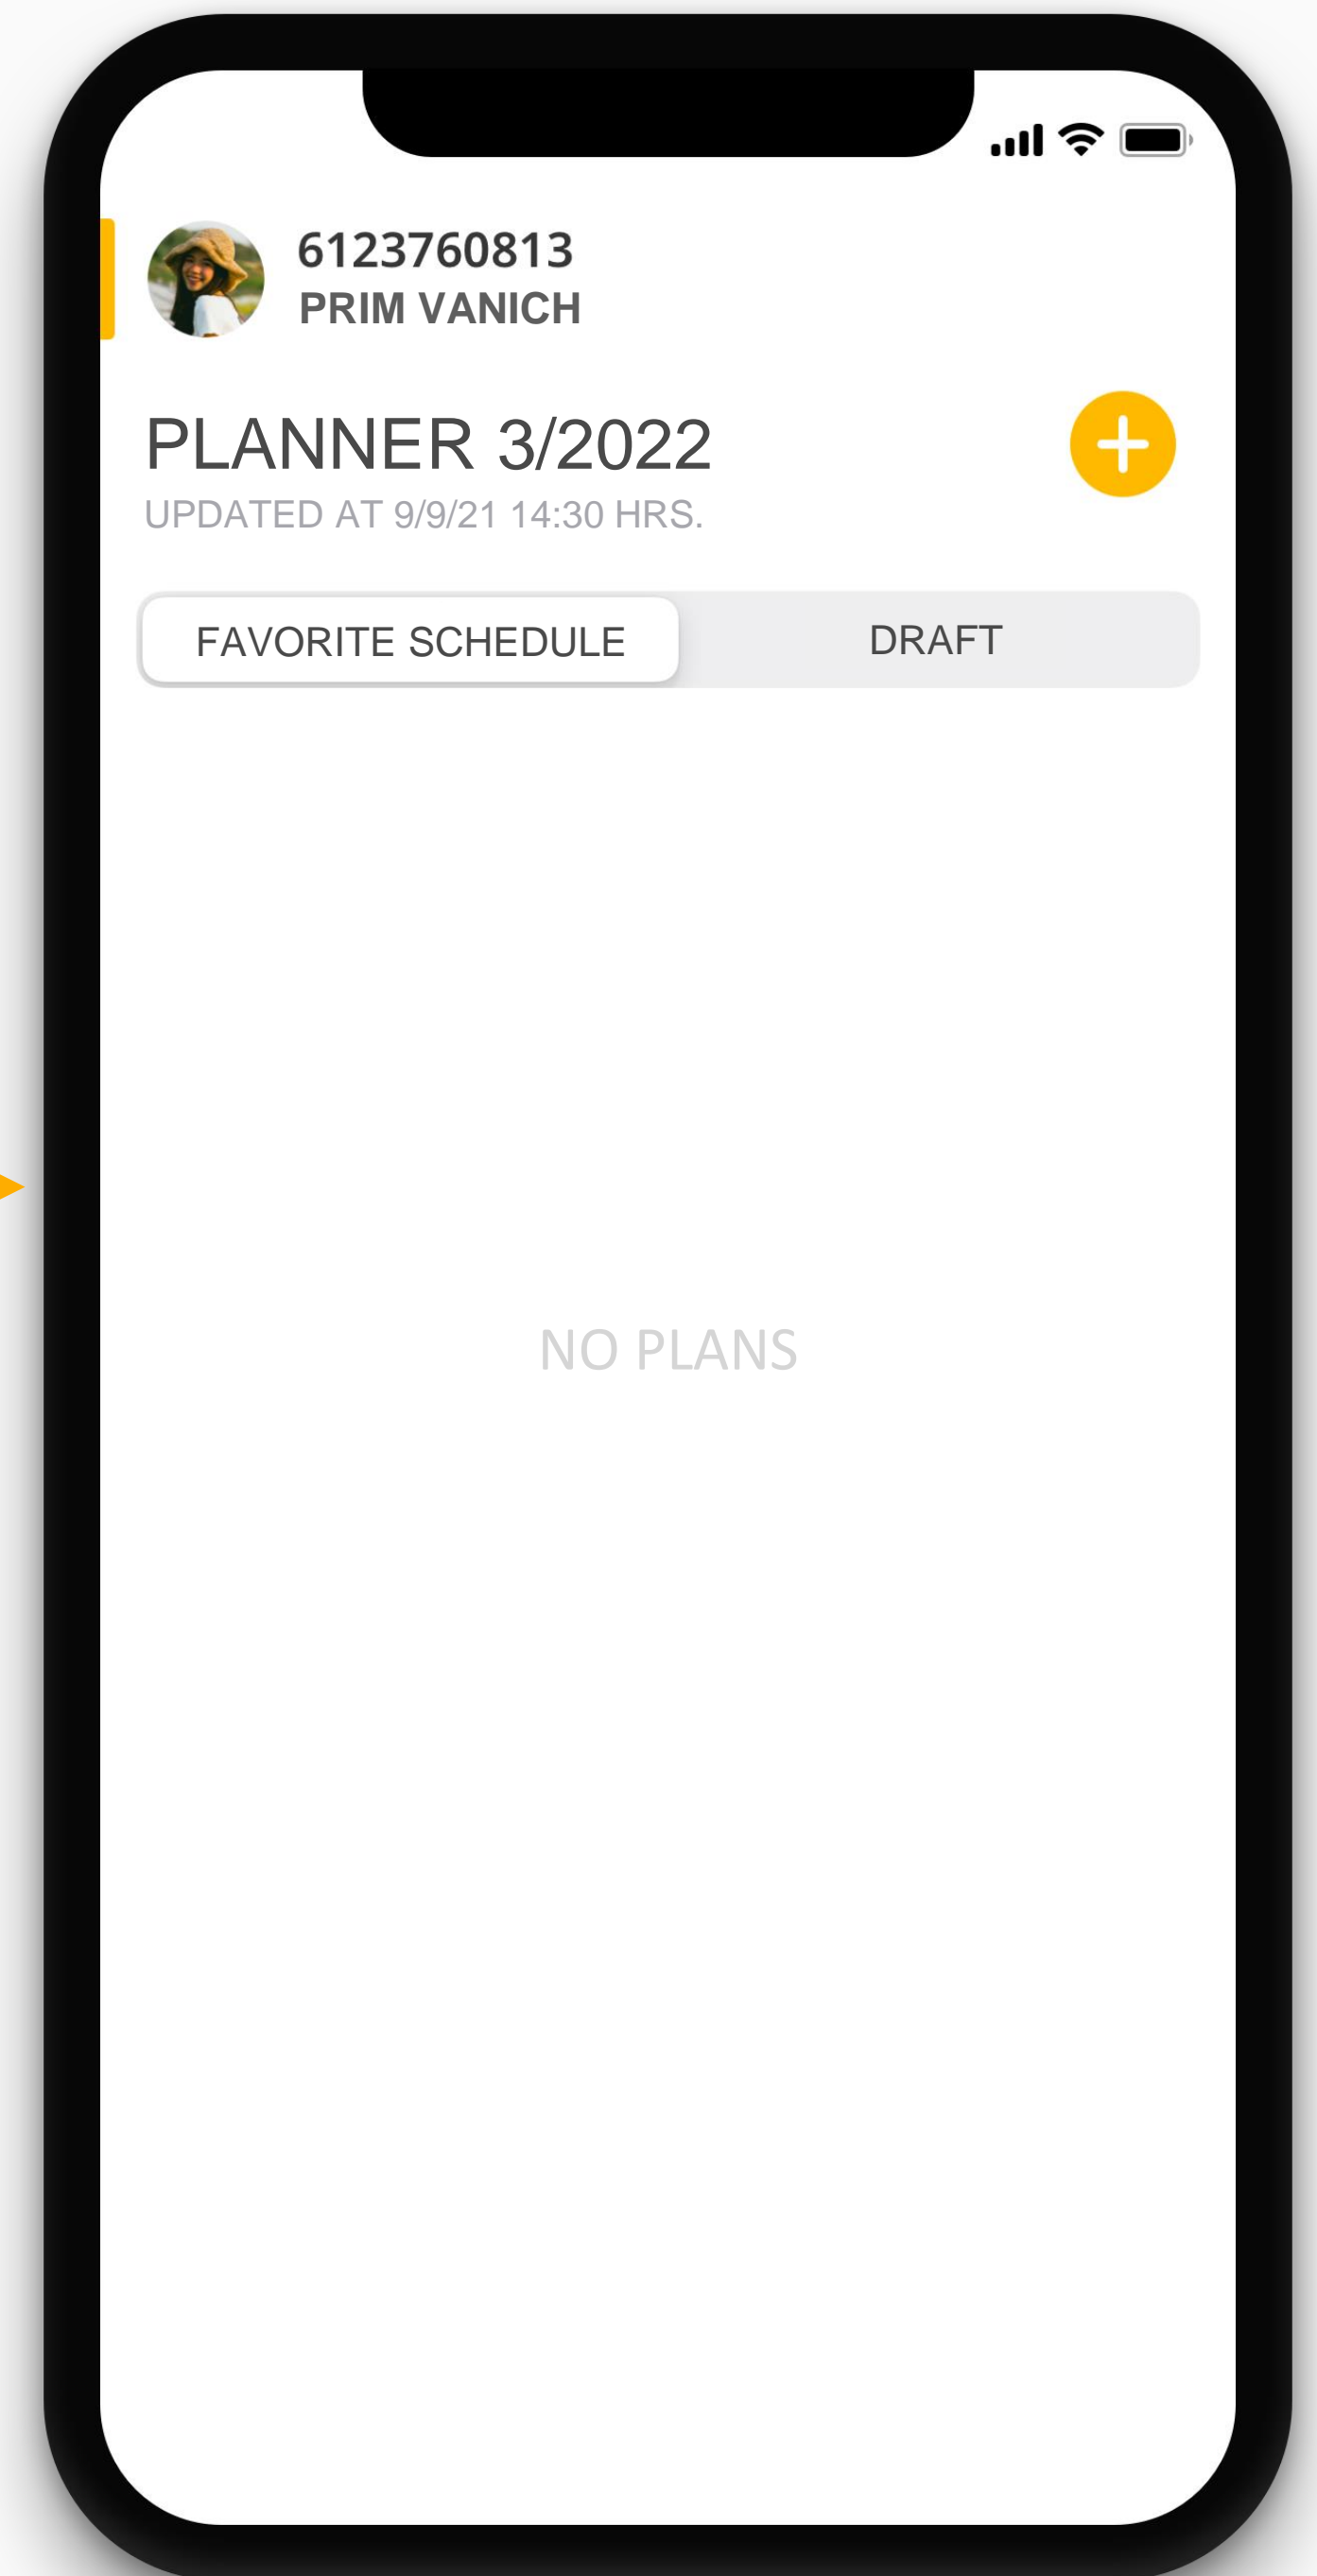 6123760813
PRIM VANICH
PLANNER 3/2022
UPDATED AT 9/9/21 14:30 HRS.
FAVORITE SCHEDULE
DRAFT
NO PLANS